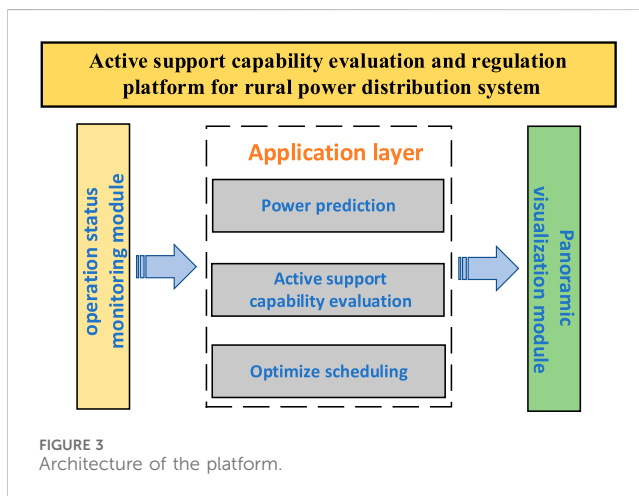 Active support capability evaluation and regulation
platform for rural power distribution system
operation status
monitoring module
Application layer
Power prediction
Active support
capability evaluation
Optimize scheduling
Panoramic
visualization module
FIGURE 3
Architecture of the platform.